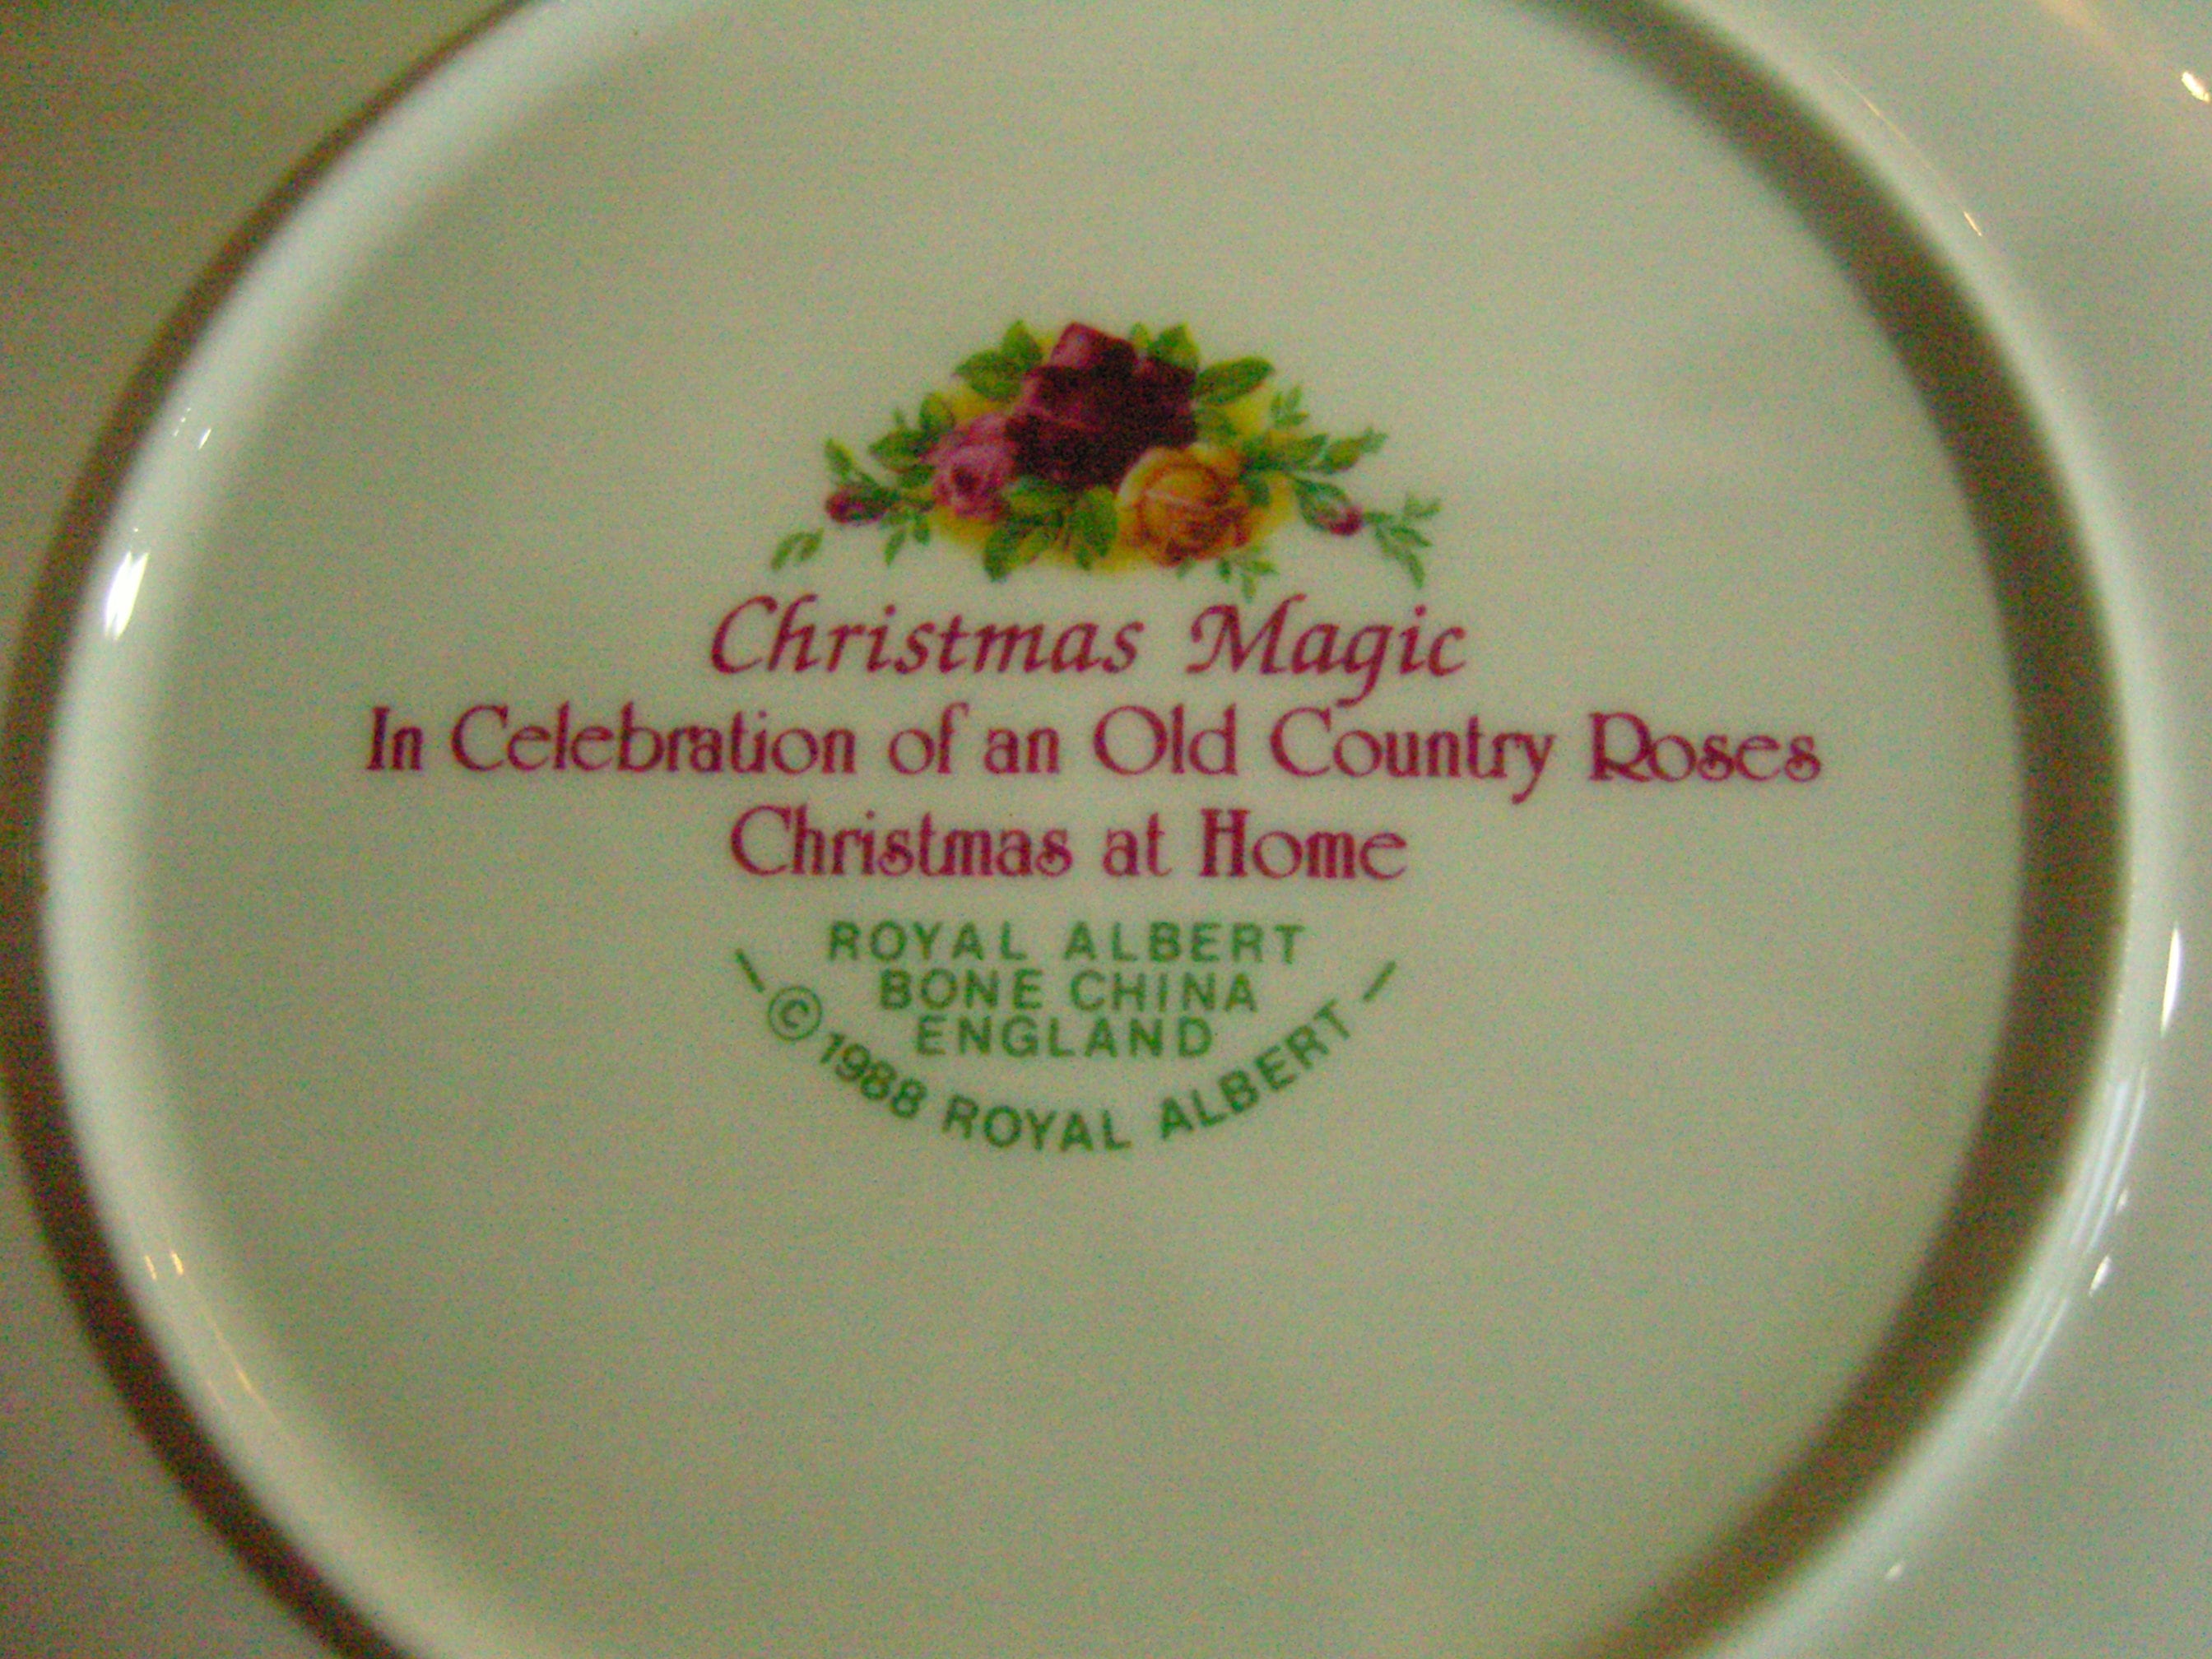 Christmas Magic
In Celebration of an Old Country Roses
Christmas at Home
ROYAL ALBERT
BONE CHINA
ENGLAND
© 1988 ROYAL ALBERT